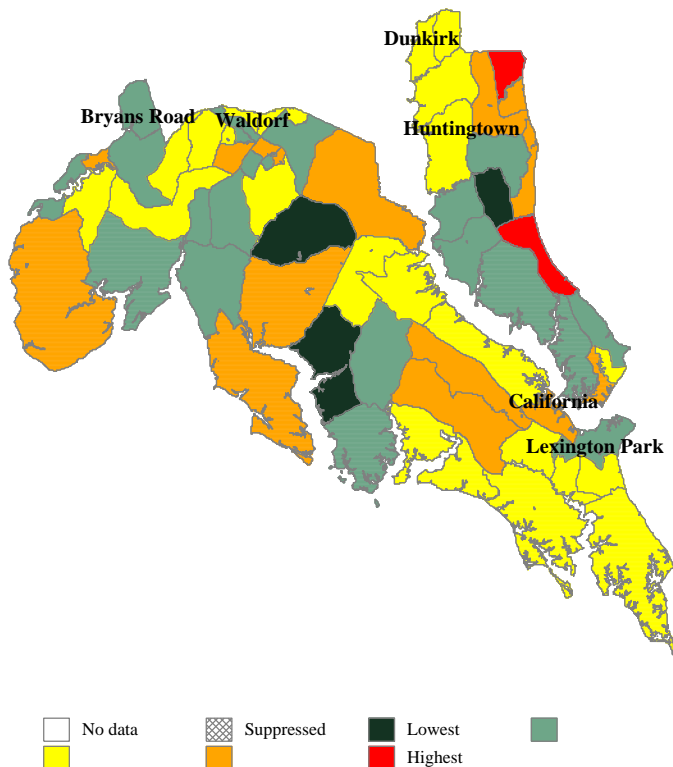 Dunkirk
Bryans Road
Waldorf
Huntingtown
California
Lexington Park
No data
Suppressed
Lowest
Highest